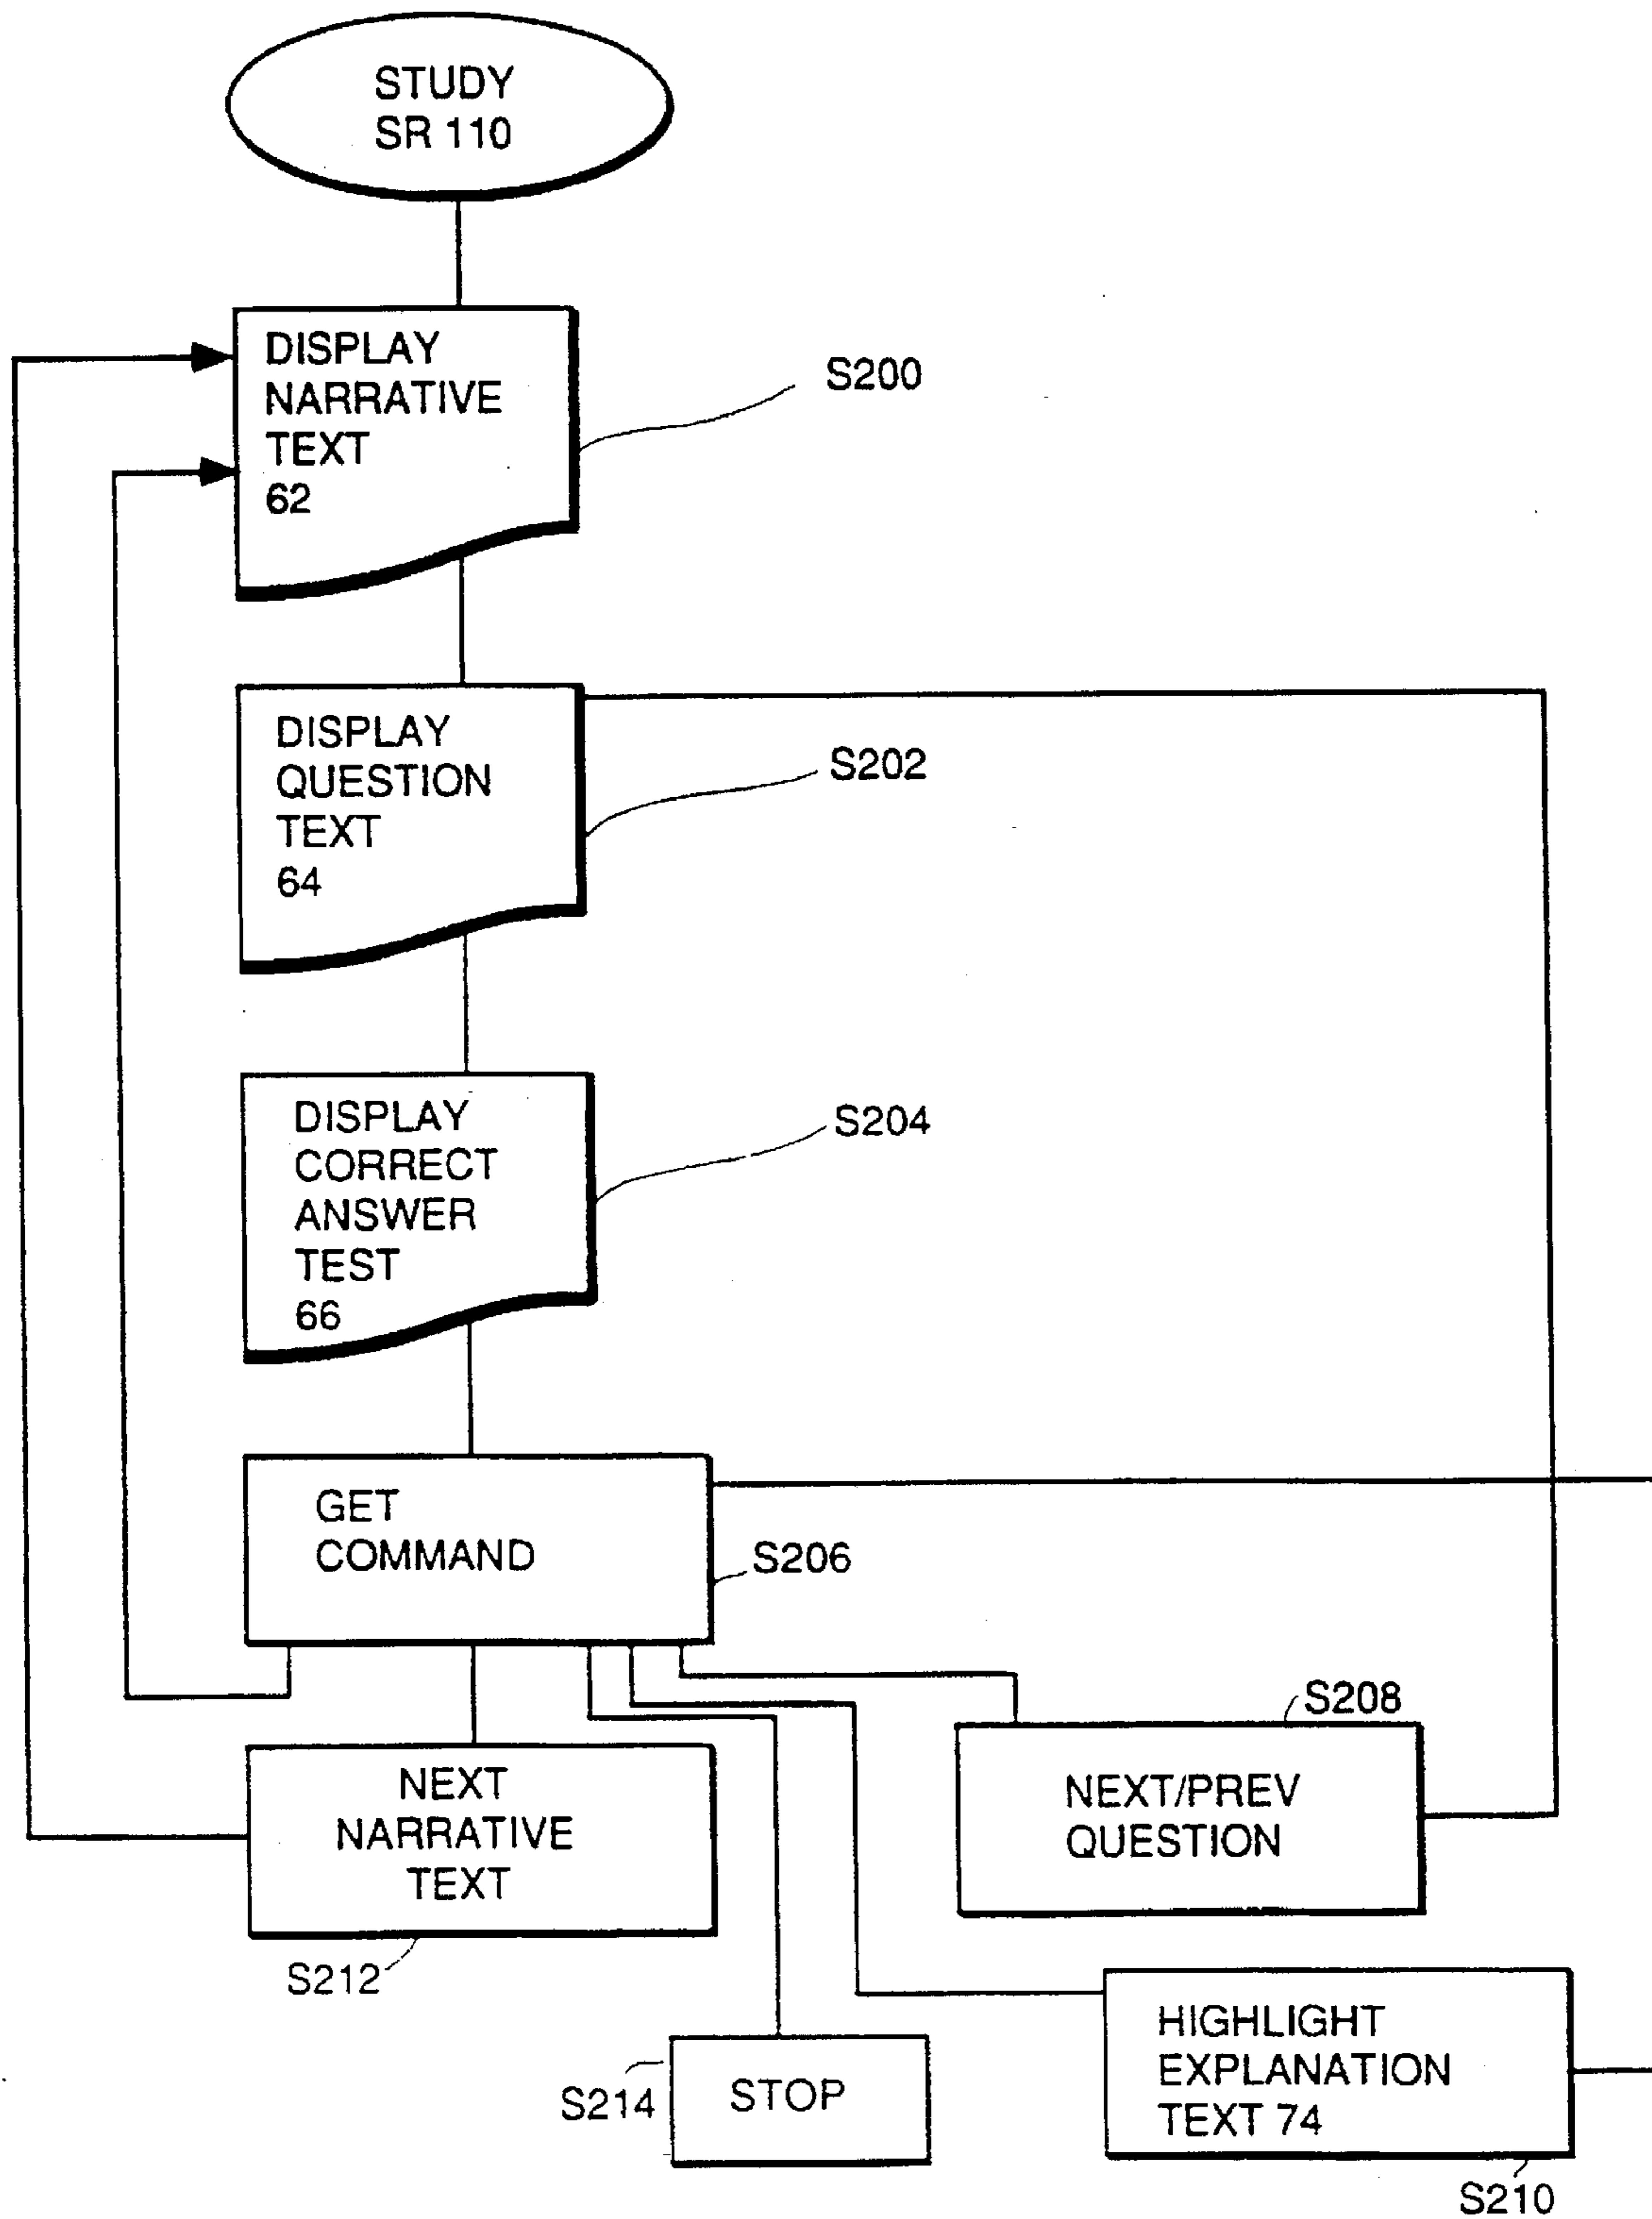 STUDY
SR 110
DISPLAY
NARRATIVE
TEXT
62
S200
DISPLAY
QUESTION
TEXT
64
S202
DISPLAY
CORRECT
ANSWER
TEST
66
S204
GET
COMMAND
S206
S208
NEXT/PREV
QUESTION
NEXT
NARRATIVE
TEXT
S212
STOP
S214
HIGHLIGHT
EXPLANATION
TEXT 74
S210